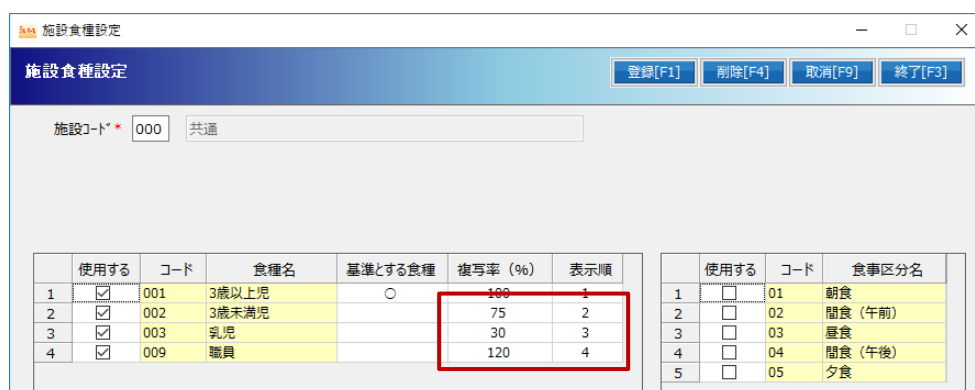 施設食種設定
施設食種設定 登録[F1] 削除[F4] 取消[F9] 終了[F3]
施設ｺｰﾄﾞ* 000 共通
使用する コード 食種名 基準とする食種 複写率（%） 表示順
1 001 3歳以上児 ○ 100 1
2 002 3歳未満児 75 2
3 003 乳児 30 3
4 009 職員 120 4
使用する コード 食事区分名
1 01 朝食
2 02 間食（午前）
3 03 昼食
4 04 間食（午後）
5 05 夕食